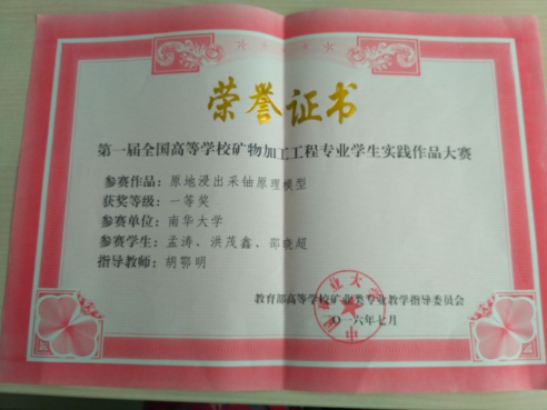 荣誉证书
第一届全国高等学校矿物加工工程专业学生实践作品大赛
参赛作品：原地浸出采铀原理模型
获奖等级：一等奖
参赛单位：南华大学
参赛学生：孟涛、洪茂鑫、邵晓超
指导教师：胡鄂明
教育部高等学校矿业类专业教学指导委员会
二〇一六年七月